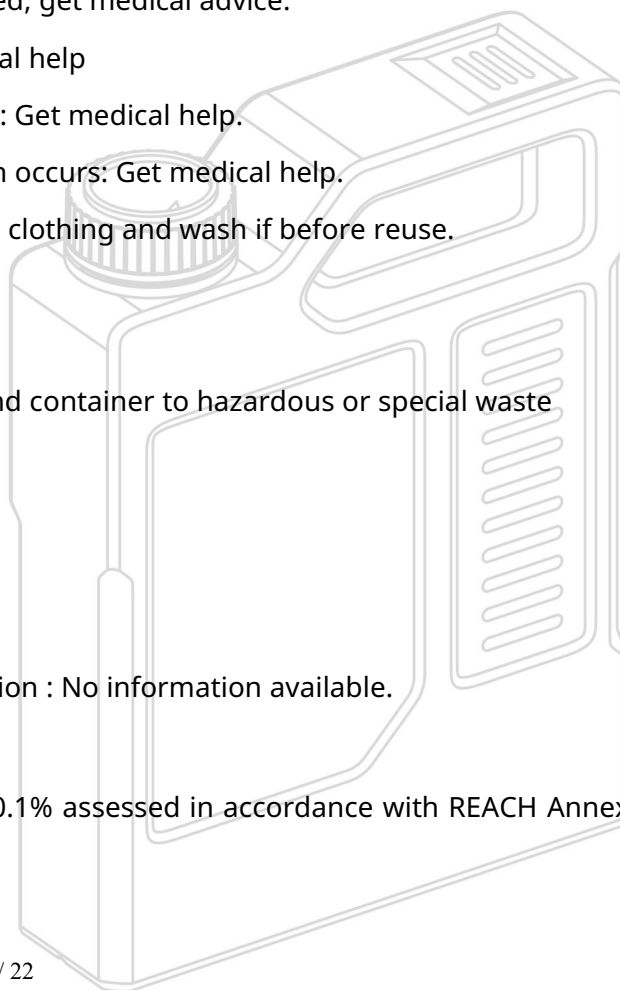 ed, get medical advice.
al help
: Get medical help.
n occurs: Get medical help.
clothing and wash if before reuse.
nd container to hazardous or special waste
ion : No information available.
0.1% assessed in accordance with REACH Annex
/ 22